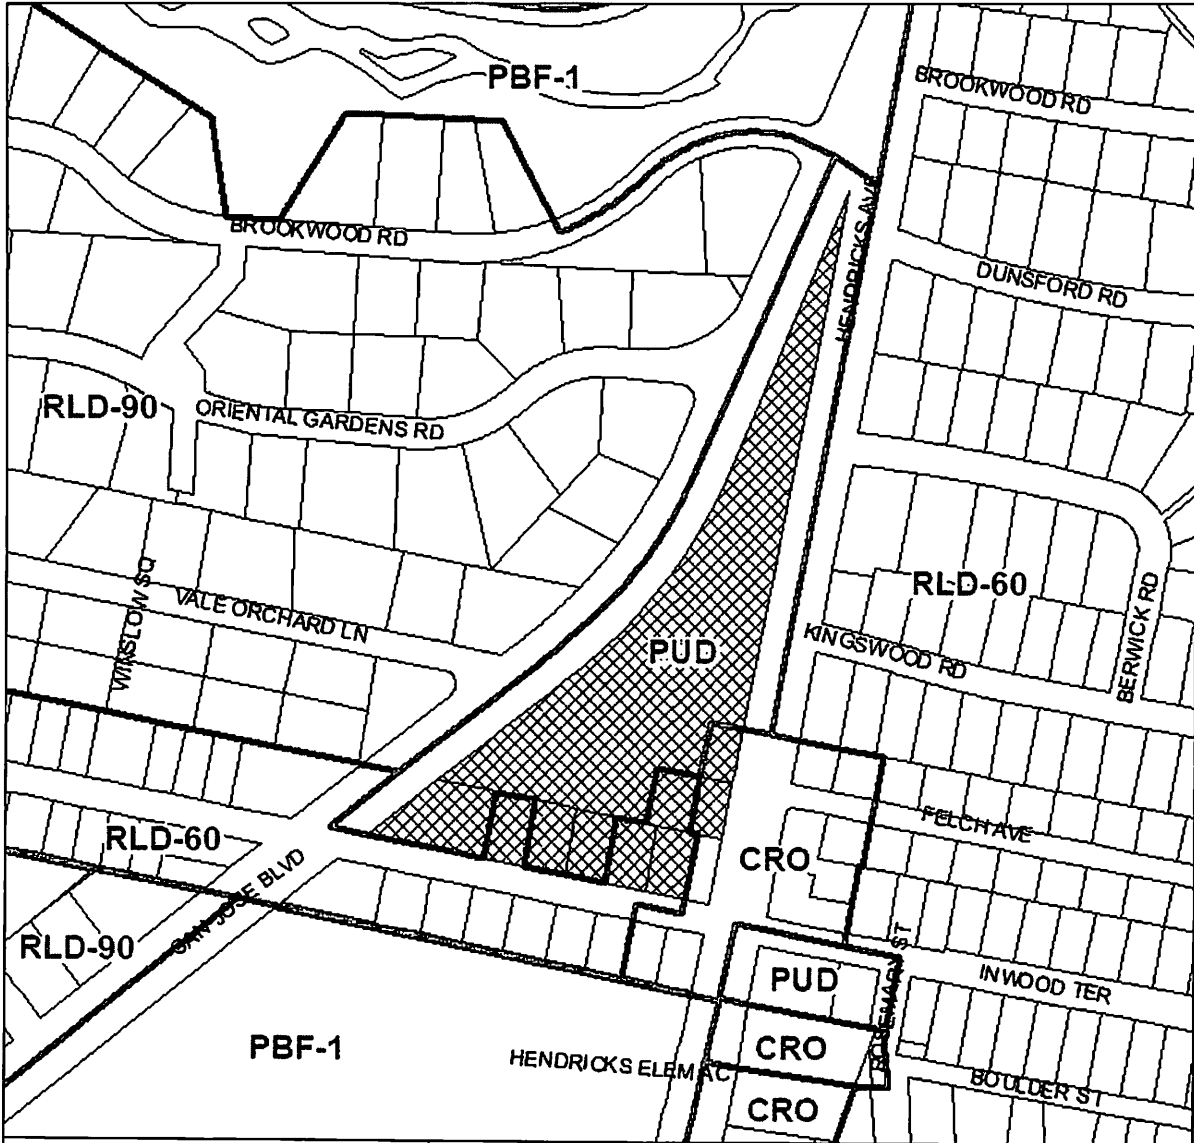 PBF-1
BROOKWOOD RD
BROOKWOOD RD
HENDRICKS AVE
DUNSFORD RD
RLD-90
ORIENTAL GARDENS RD
WINSLOW SQ
VALE ORCHARD LN
RLD-60
BERWICK RD
PUD
KINGSWOOD RD
RLD-60
SAN JOSE BLVD
CRO
FELCH AVE
RLD-90
PUD
ROSEMARY ST
INWOOD TER
PBF-1
HENDRICKS ELEM AC
CRO
BOULDER ST
CRO